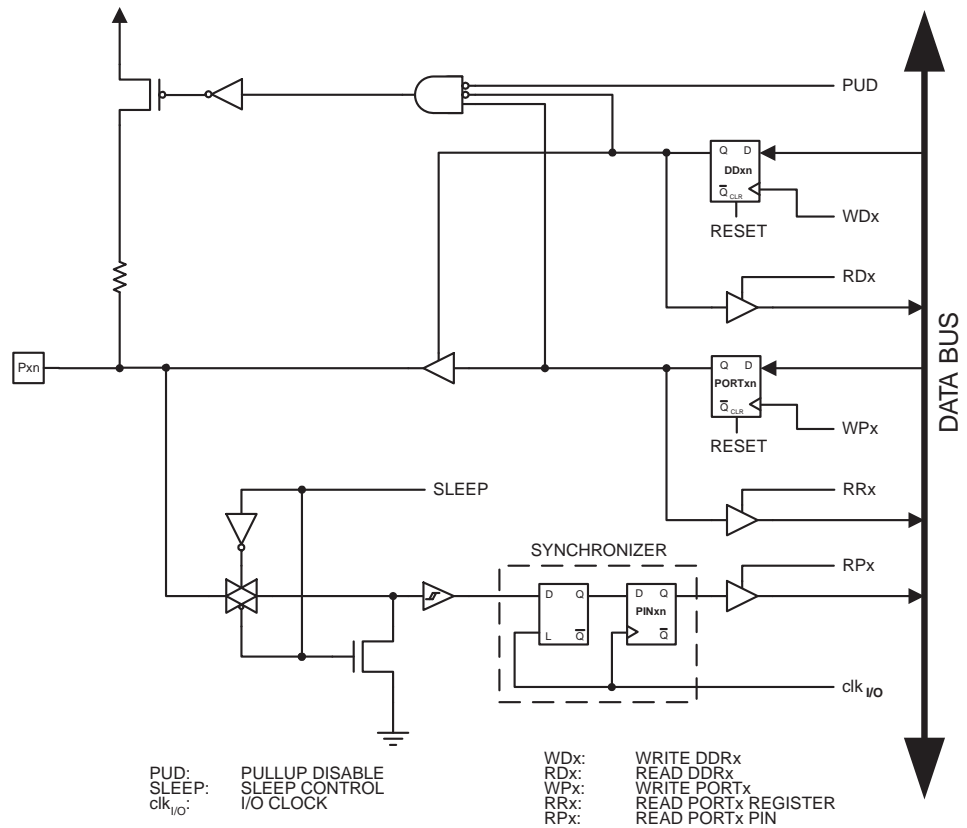 PUD
Q D
DDxn
Q CLR
WDx
RESET
RDx
Pxn
Q D
PORTxn
Q CLR
WPx
RESET
DATA BUS
SLEEP
RRx
SYNCHRONIZER
RPx
D Q
L Q
D Q
PINxn
Q
clk I/O
PUD: PULLUP DISABLE
SLEEP: SLEEP CONTROL
clkI/O: I/O CLOCK
WDx: WRITE DDRx
RDx: READ DDRx
WPx: WRITE PORTx
RRx: READ PORTx REGISTER
RPx: READ PORTx PIN